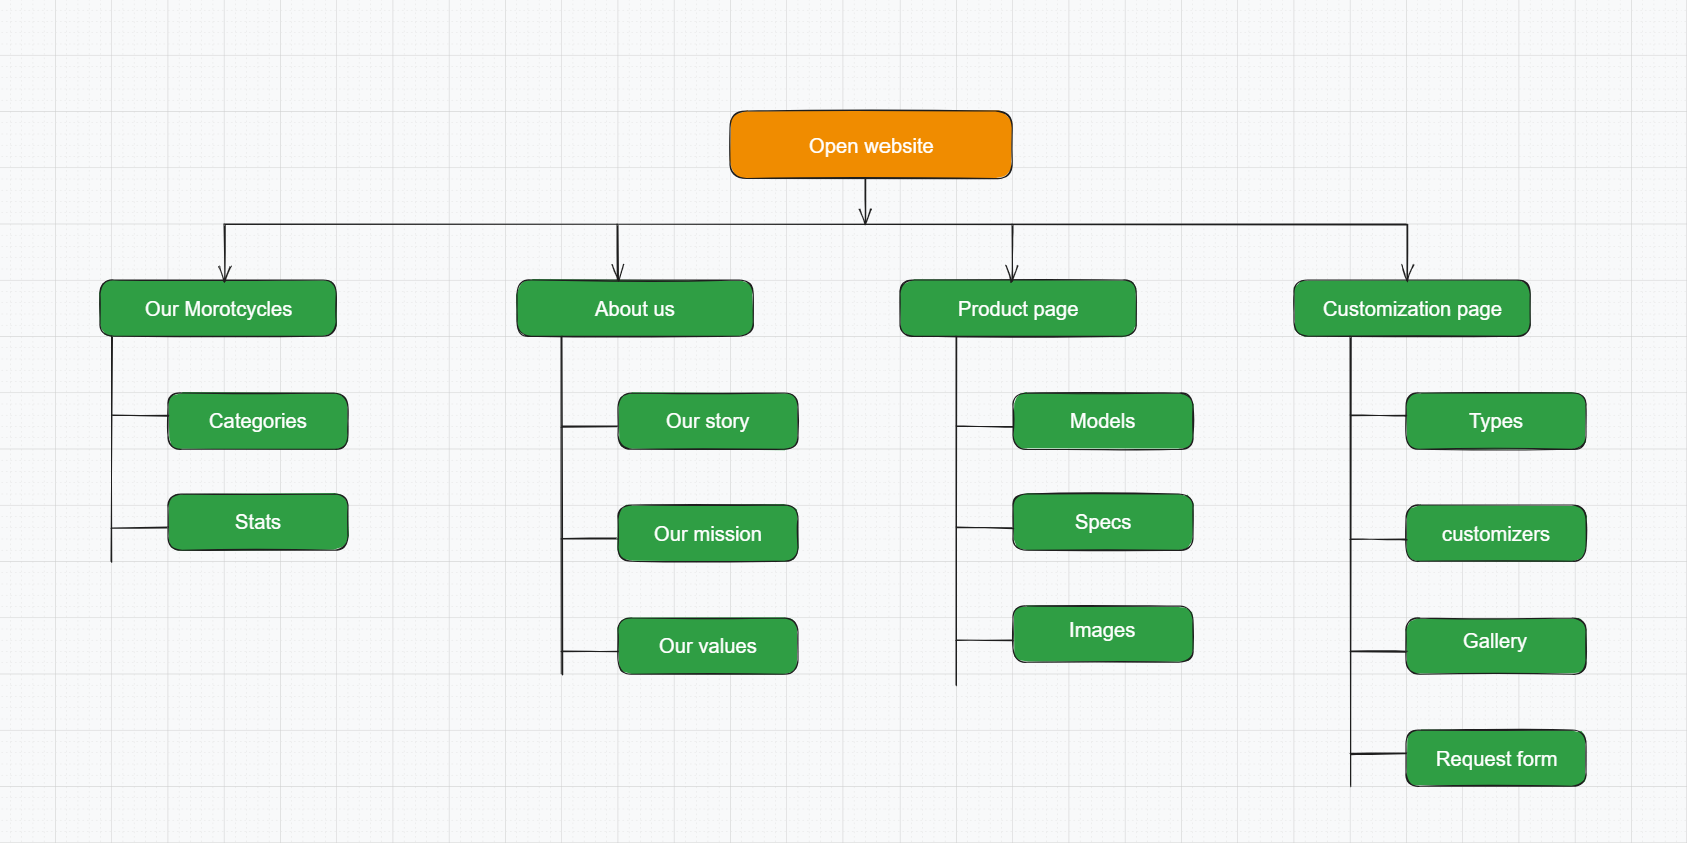 Open website
Our Morotcycles
About us
Product page
Customization page
Categories
Stats
Our story
Our mission
Our values
Models
Specs
Images
Types
customizers
Gallery
Request form